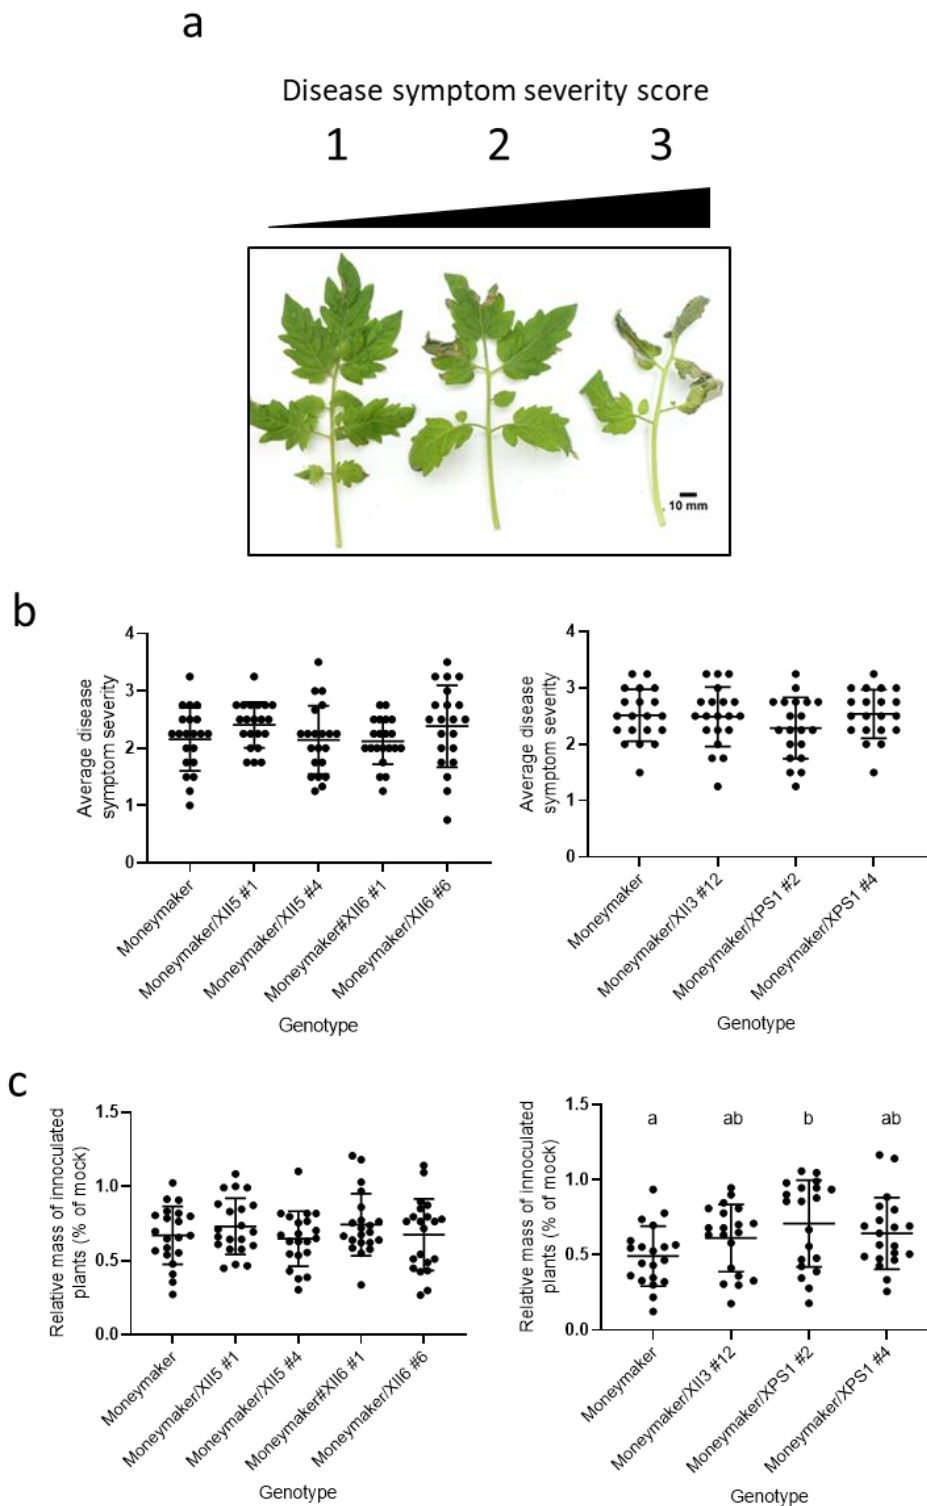 a
Disease symptom severity score
1 2 3
10 mm
b
Average disease
symptom severity
4
3
2
1
0
Moneymaker
Moneymaker/XII5 #1
Moneymaker/XII5 #4
Moneymaker#XII6 #1
Moneymaker/XII6 #6
Genotype
Average disease
symptom severity
4
3
2
1
0
Moneymaker
Moneymaker/XII3 #12
Moneymaker/XPS1 #2
Moneymaker/XPS1 #4
Genotype
c
Relative mass of innoculated
plants (% of mock)
1.5
1.0
0.5
0.0
Moneymaker
Moneymaker/XII5 #1
Moneymaker/XII5 #4
Moneymaker#XII6 #1
Moneymaker/XII6 #6
Genotype
Relative mass of innoculated
plants (% of mock)
1.5
1.0
0.5
0.0
a ab b ab
Moneymaker
Moneymaker/XII3 #12
Moneymaker/XPS1 #2
Moneymaker/XPS1 #4
Genotype